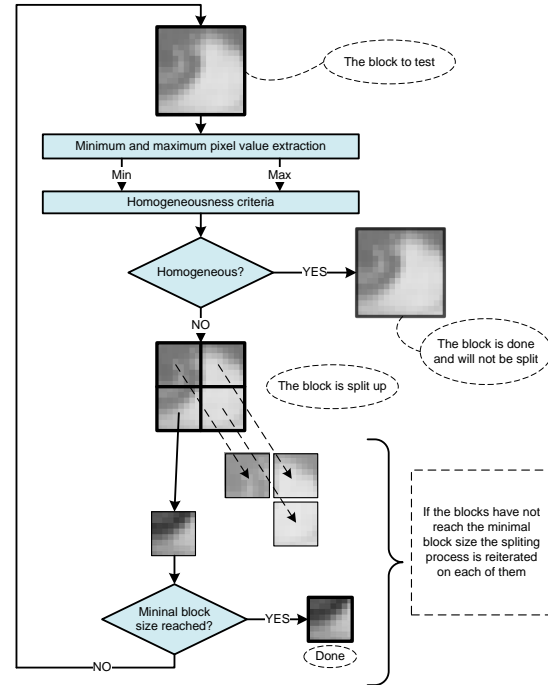 The block to test
Minimum and maximum pixel value extraction
Min
Max
Homogeneousness criteria
Homogeneous?
YES
The block is done
and will not be split
NO
The block is split up
If the blocks have not
reach the minimal
block size the spliting
process is reiterated
on each of them
Mininal block
size reached?
YES
Done
NO